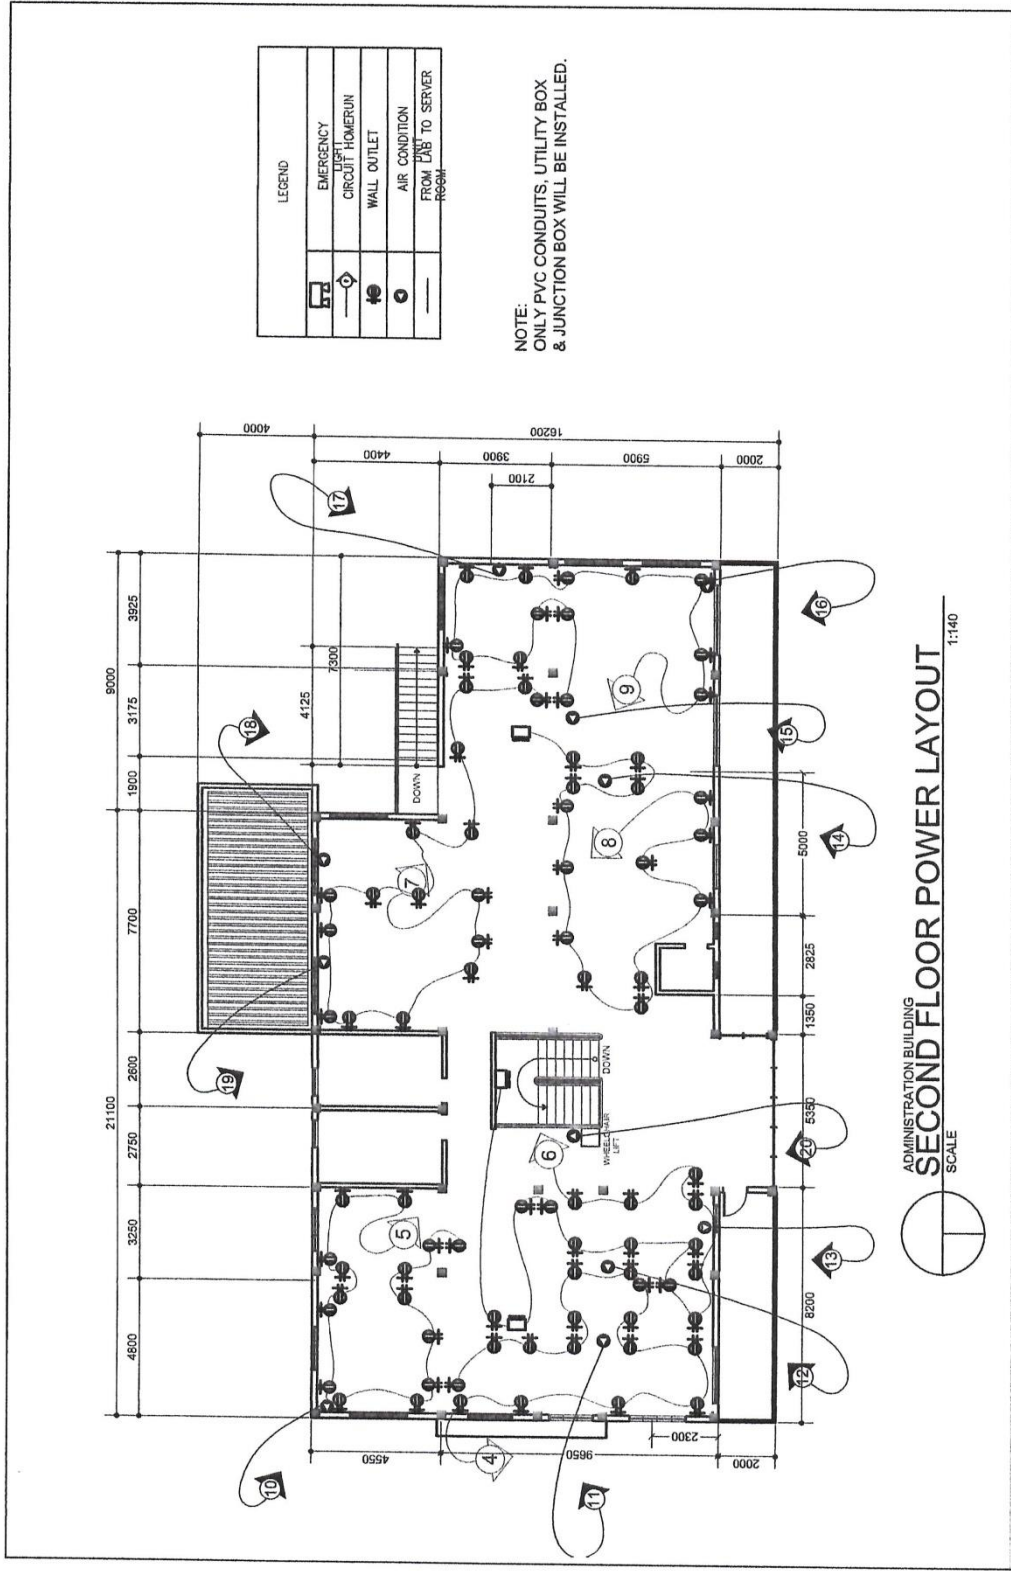 LEGEND
EMERGENCY
LIGHT
CIRCUIT HOMERUN
WALL OUTLET
AIR CONDITION
UNIT
FROM LAB TO SERVER
ROOM
NOTE:
ONLY PVC CONDUITS, UTILITY BOX
& JUNCTION BOX WILL BE INSTALLED.
21100
9000
4800
3250
2750
2600
7700
1900
3175
3925
4125
7300
4000
16200
4400
3900
5900
2000
2100
4550
9650
2000
2300
8200
5350
1350
2825
5000
DOWN
DOWN
WHEELCHAIR
LIFT
4
5
6
7
8
9
10
11
12
13
14
15
16
17
18
19
20
ADMINISTRATION BUILDING
SECOND FLOOR POWER LAYOUT
SCALE
1:140